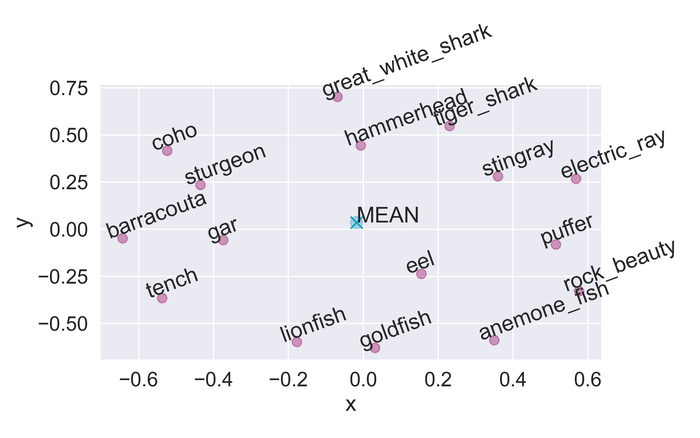 great_white_shark
0.75
hammerhead
tiger_shark
0.50
coho
sturgeon
stingray
electric_ray
0.25
barracouta
gar
MEAN
puffer
y
0.00
eel
rock_beauty
−0.25
tench
lionfish
goldfish
anemone_fish
−0.50
−0.6 −0.4 −0.2 0.0 0.2 0.4 0.6
x